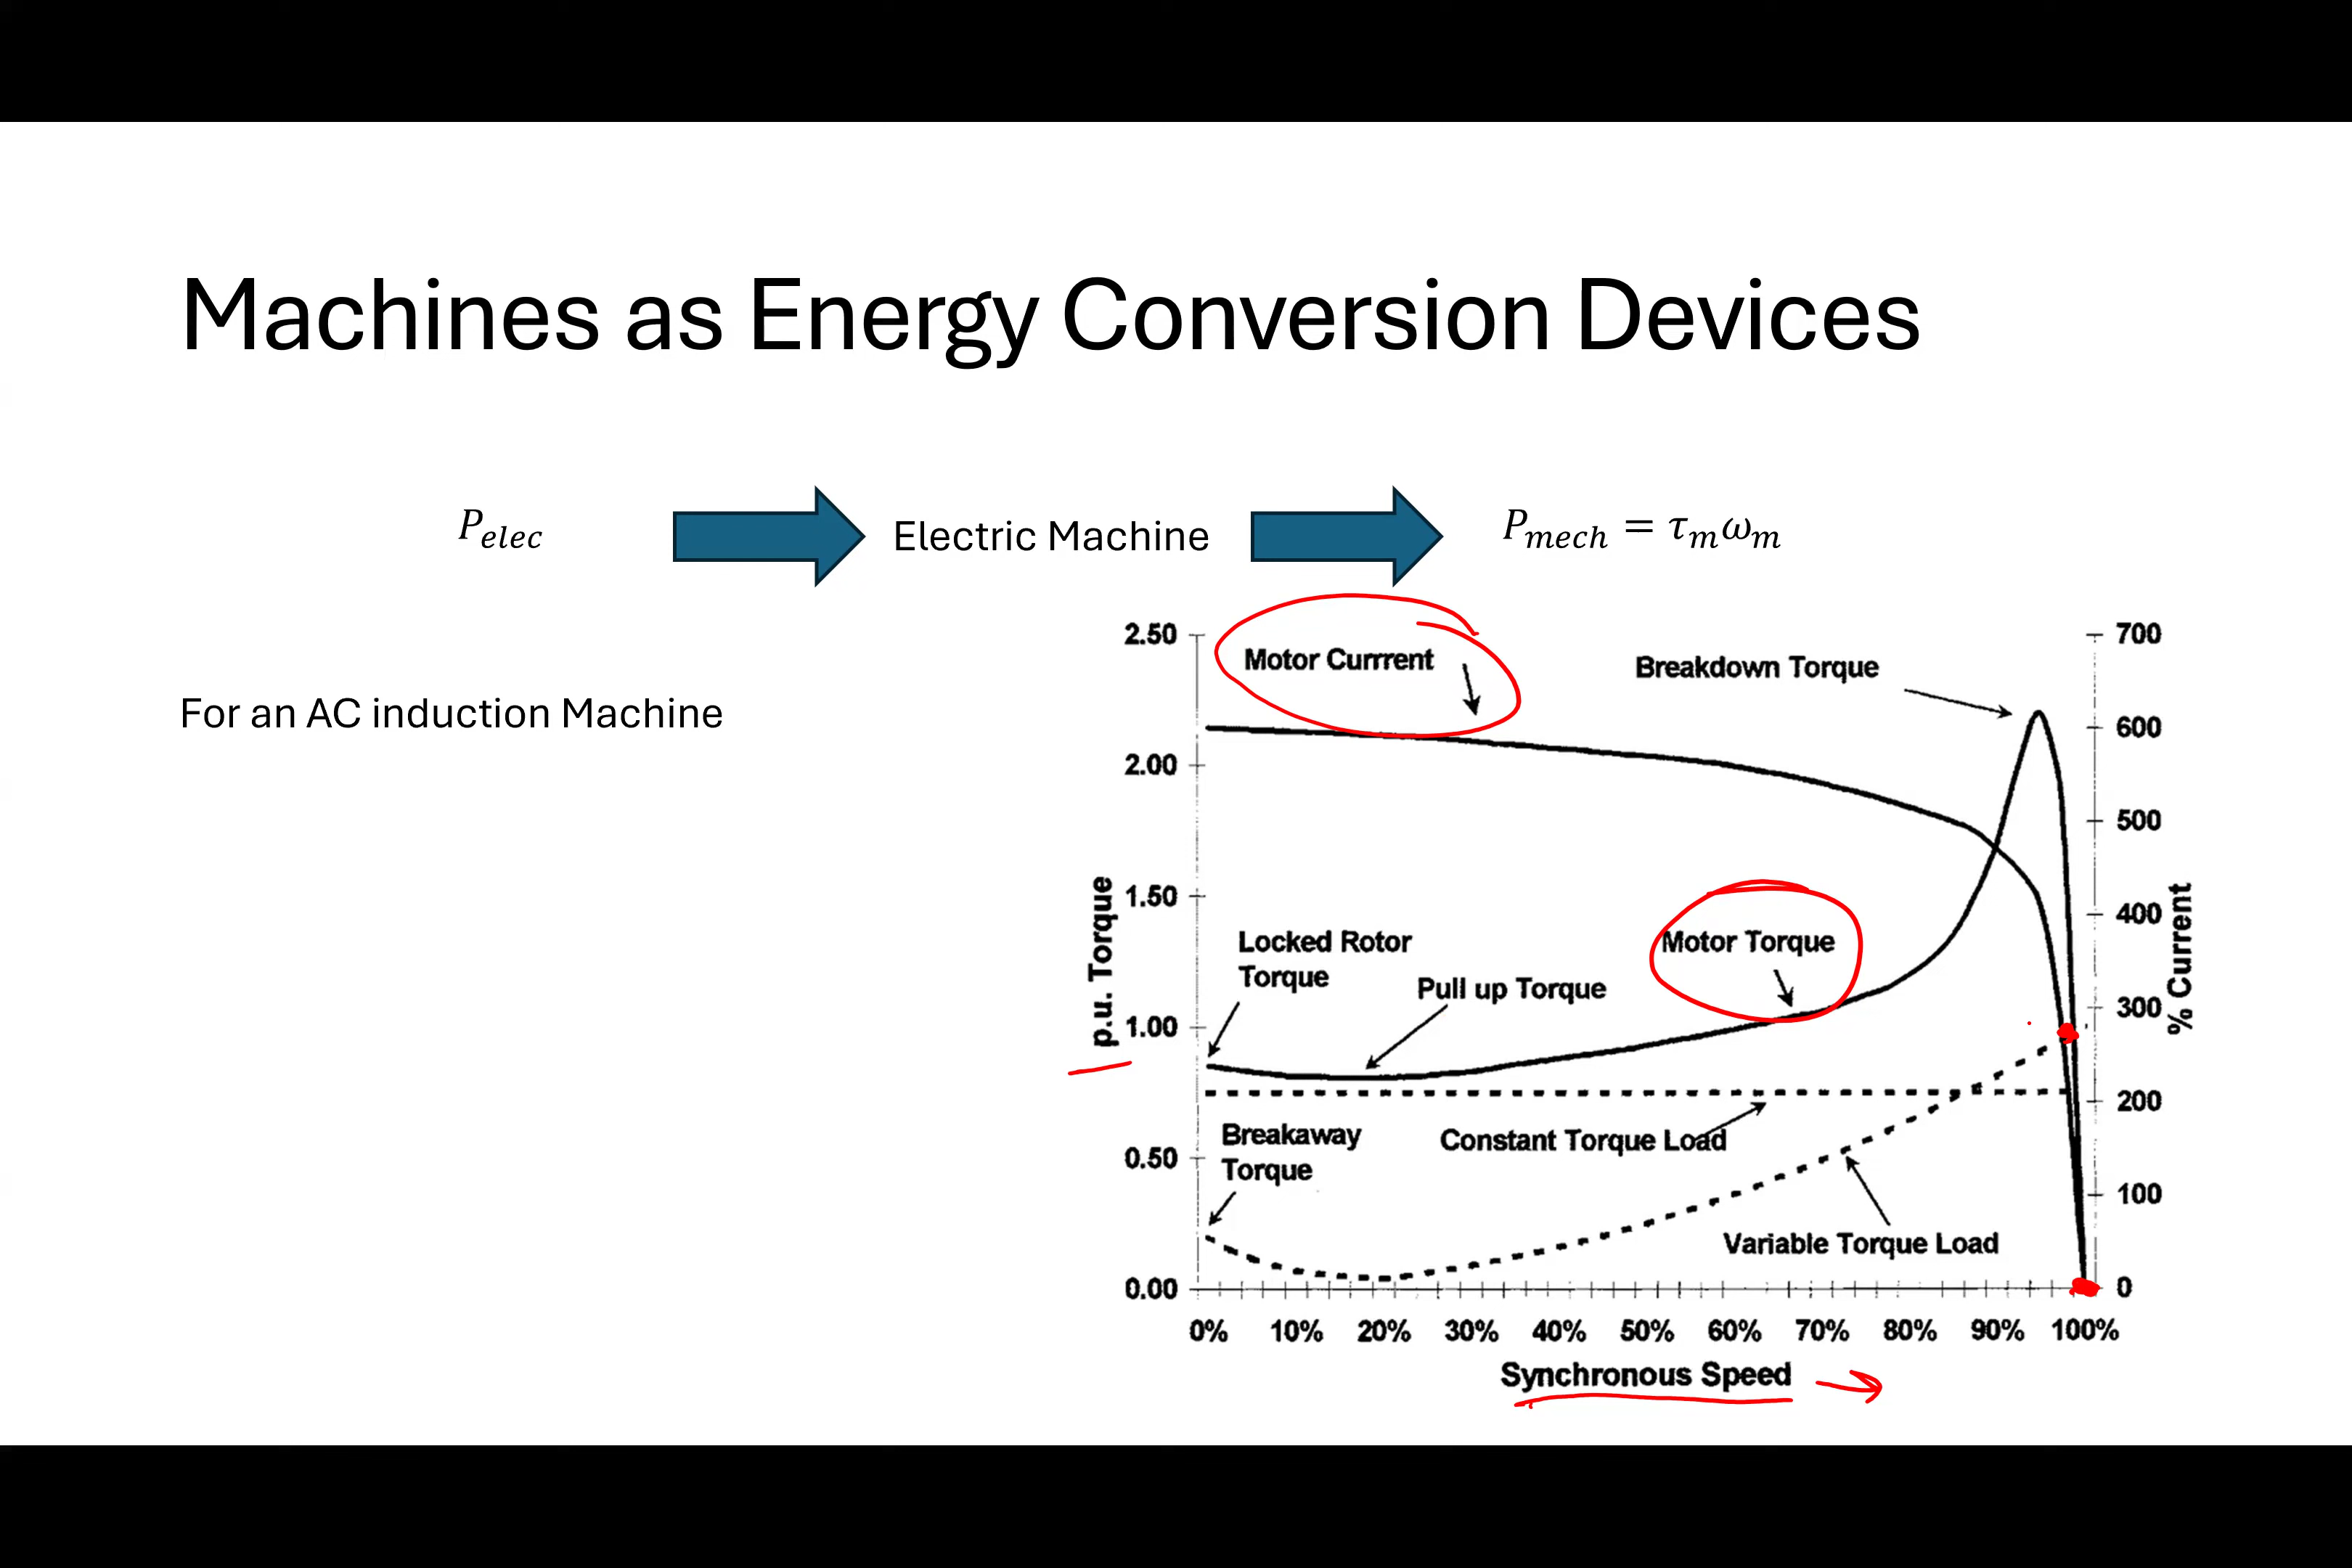 Machines as Energy Conversion Devices
P_elec
Electric Machine
P_mech = τ_m ω_m
For an AC induction Machine
2.50
2.00
1.50
1.00
0.50
0.00
p.u. Torque
Motor Currrent
Breakdown Torque
Locked Rotor
Torque
Pull up Torque
Motor Torque
Breakaway
Torque
Constant Torque Load
Variable Torque Load
700
600
500
400
300
200
100
0
% Current
0% 10% 20% 30% 40% 50% 60% 70% 80% 90% 100%
Synchronous Speed